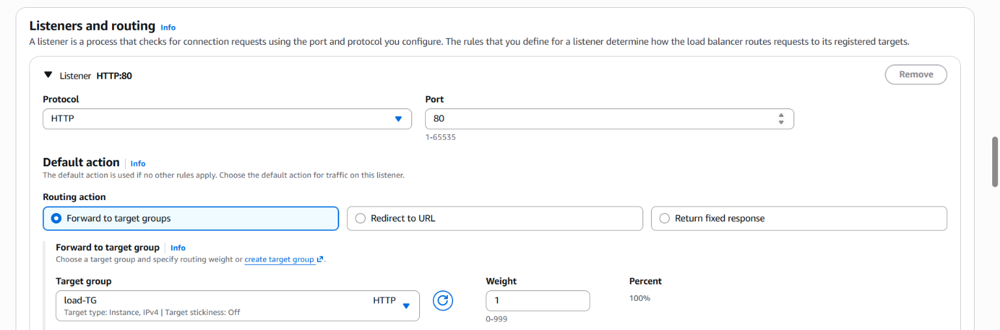 Listeners and routing Info
A listener is a process that checks for connection requests using the port and protocol you configure. The rules that you define for a listener determine how the load balancer routes requests to its registered targets.
Listener HTTP:80 Remove
Protocol Port
HTTP 80
1-65535
Default action Info
The default action is used if no other rules apply. Choose the default action for traffic on this listener.
Routing action
Forward to target groups Redirect to URL Return fixed response
Forward to target group Info
Choose a target group and specify routing weight or create target group .
Target group Weight Percent
load-TG HTTP 1 100%
Target type: Instance, IPv4 | Target stickiness: Off
0-999